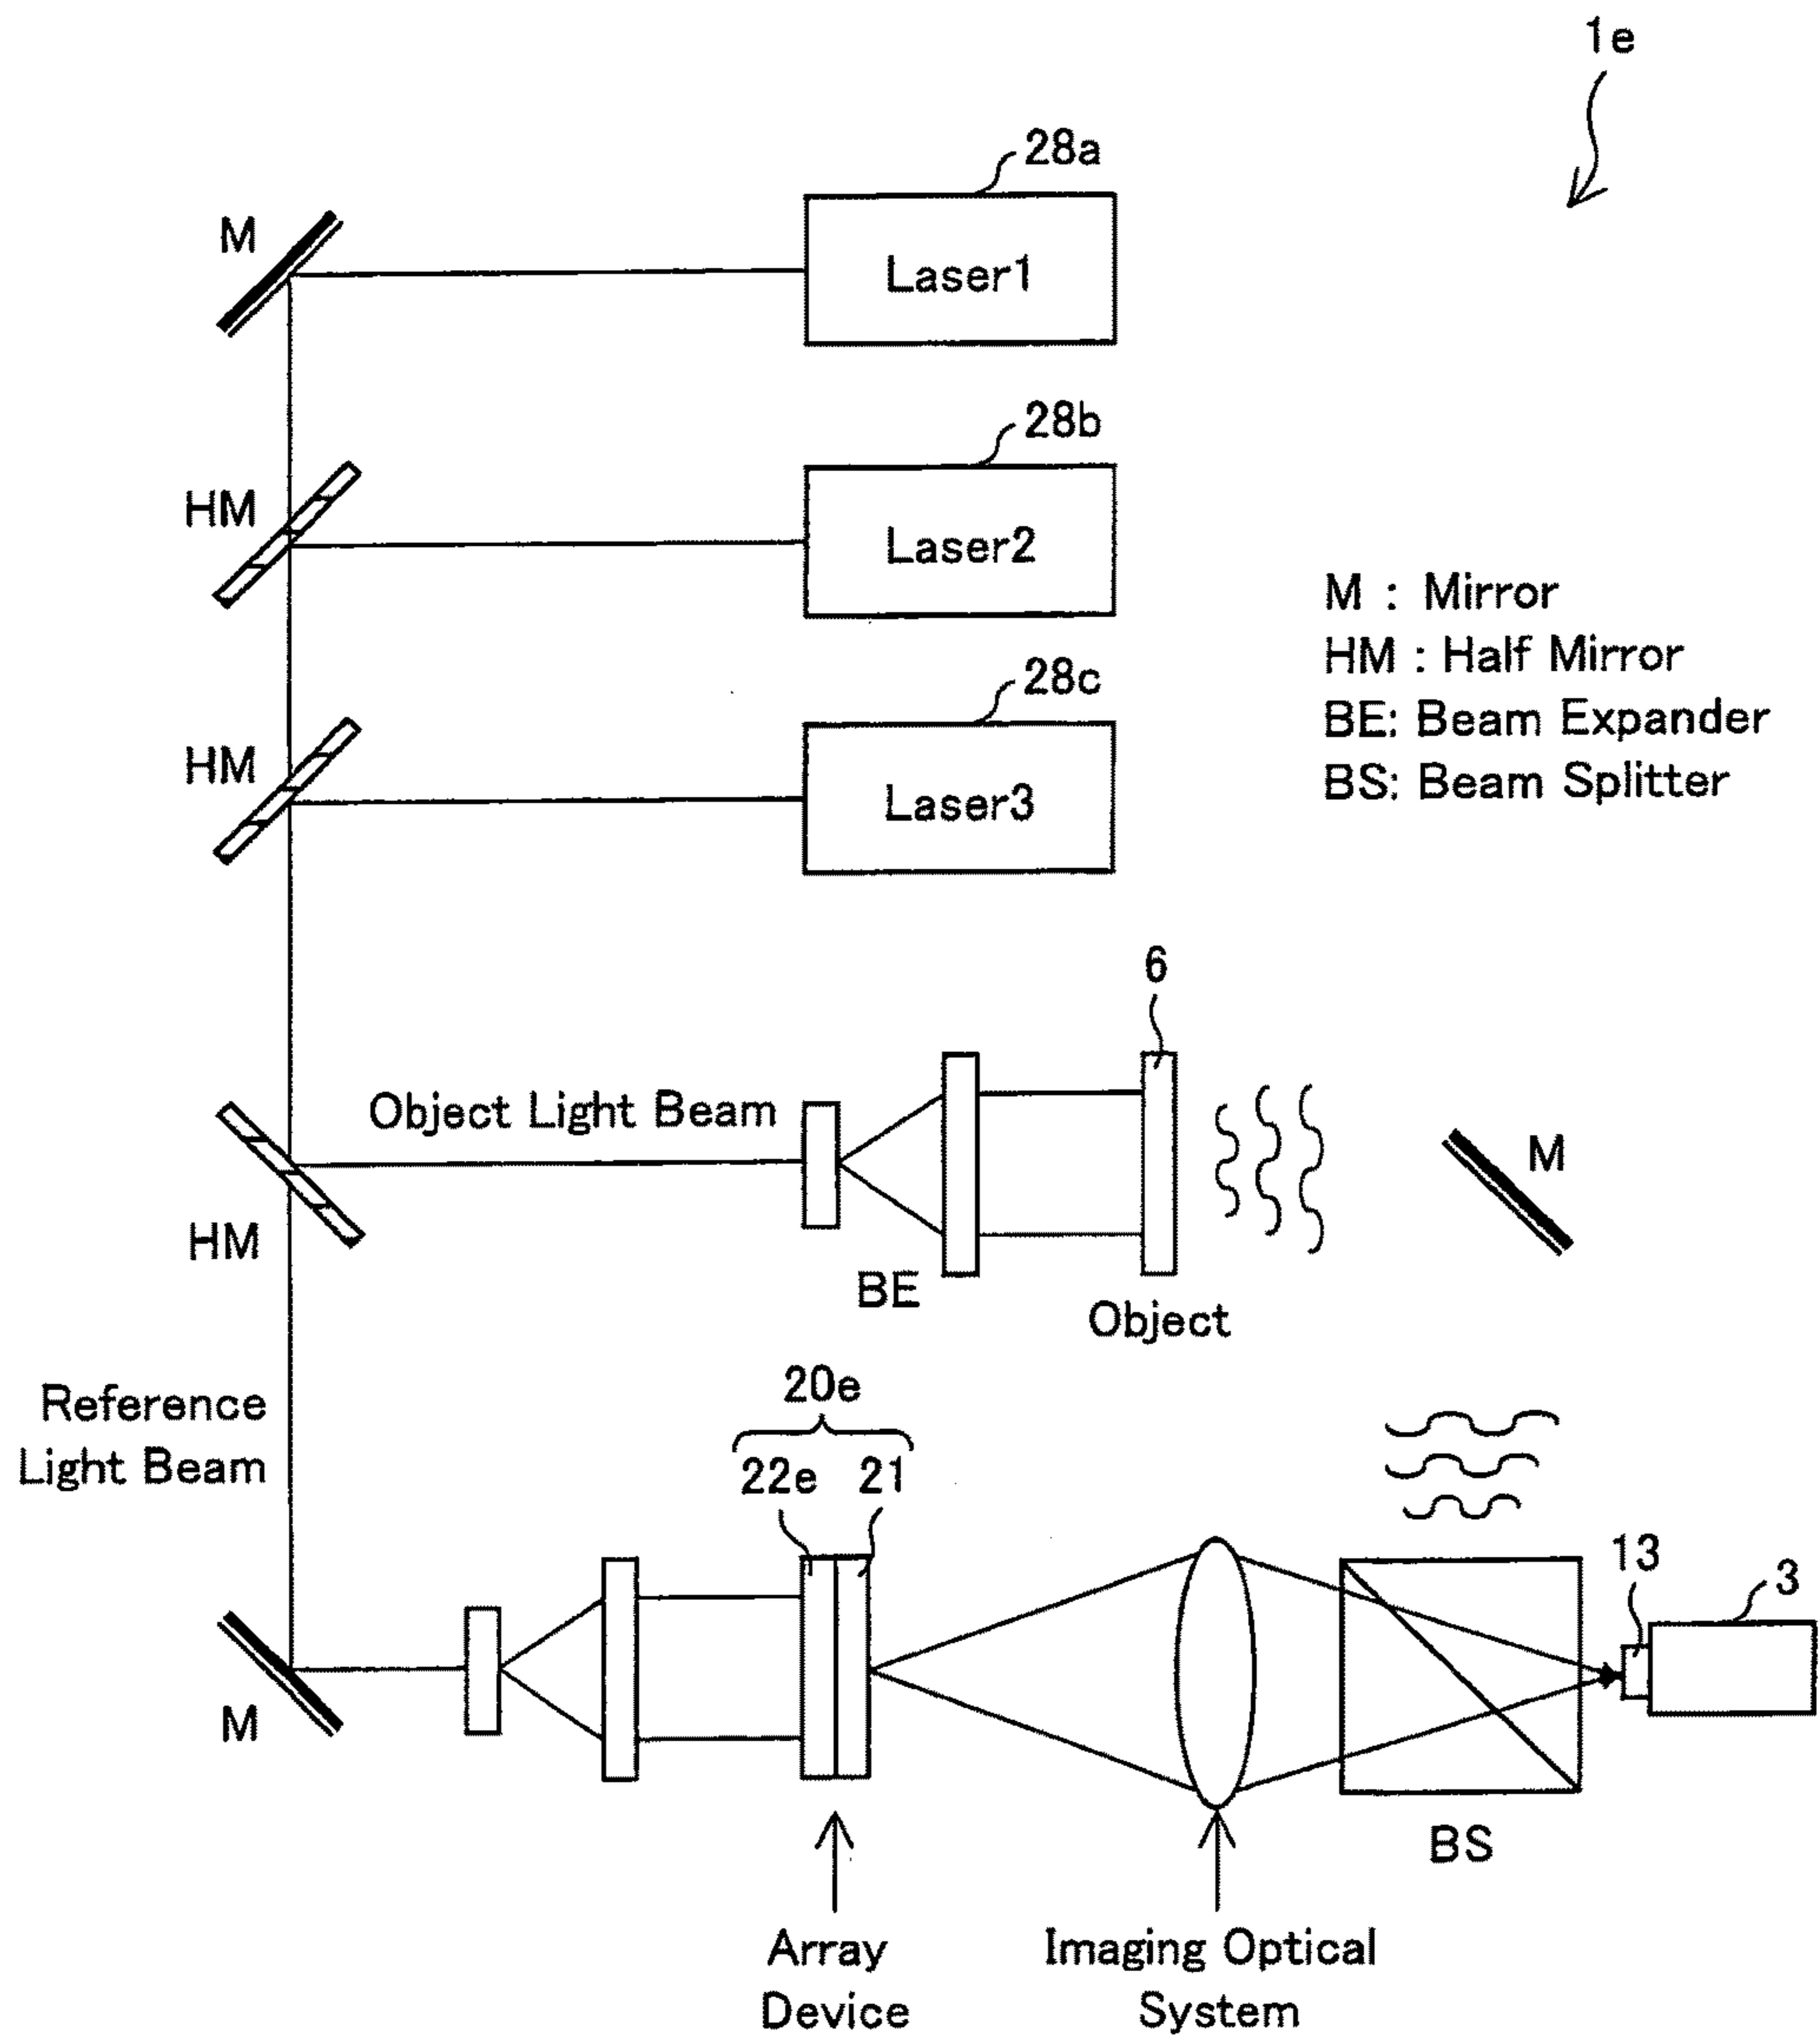 1e
28a
M
Laser1
28b
HM
Laser2
M : Mirror
HM : Half Mirror
BE: Beam Expander
BS: Beam Splitter
28c
HM
Laser3
6
Object Light Beam
M
HM
BE
Object
Reference
Light Beam
20e
22e
21
13
3
M
BS
Array
Device
Imaging Optical
System